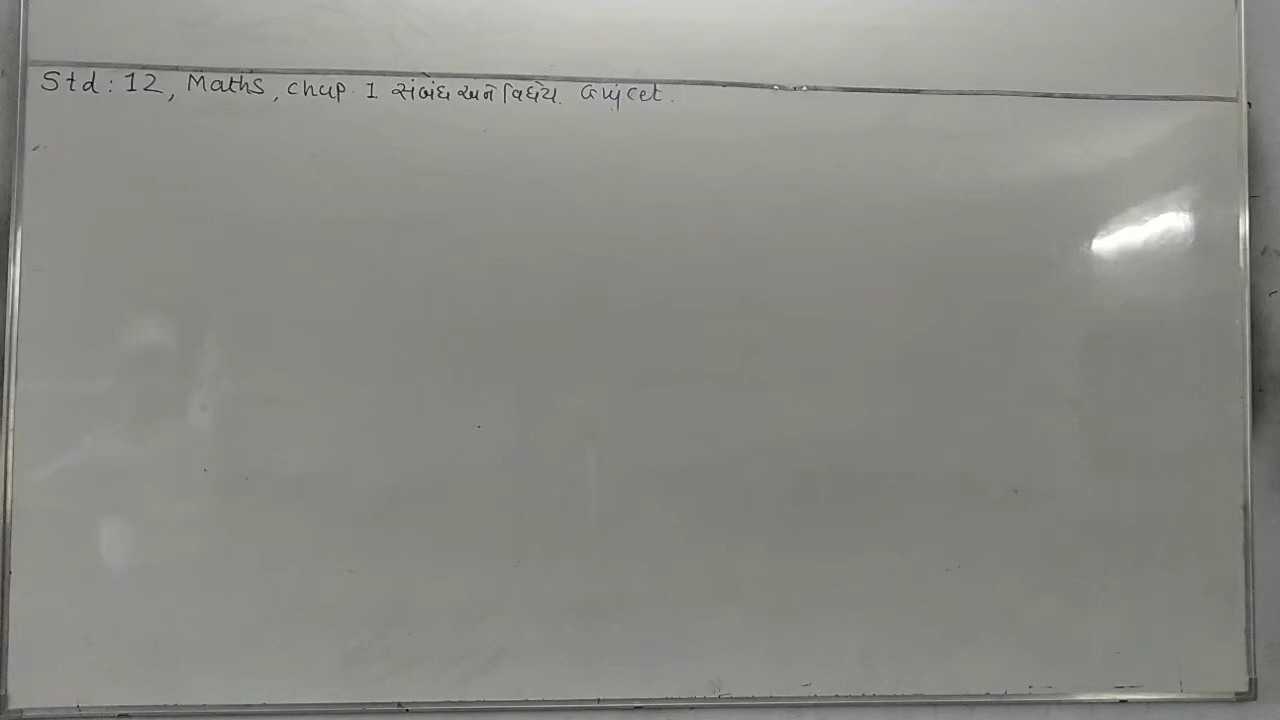 Std : 12, Maths, chap. 1 સંબંધ અને વિધેય. Gujcet.